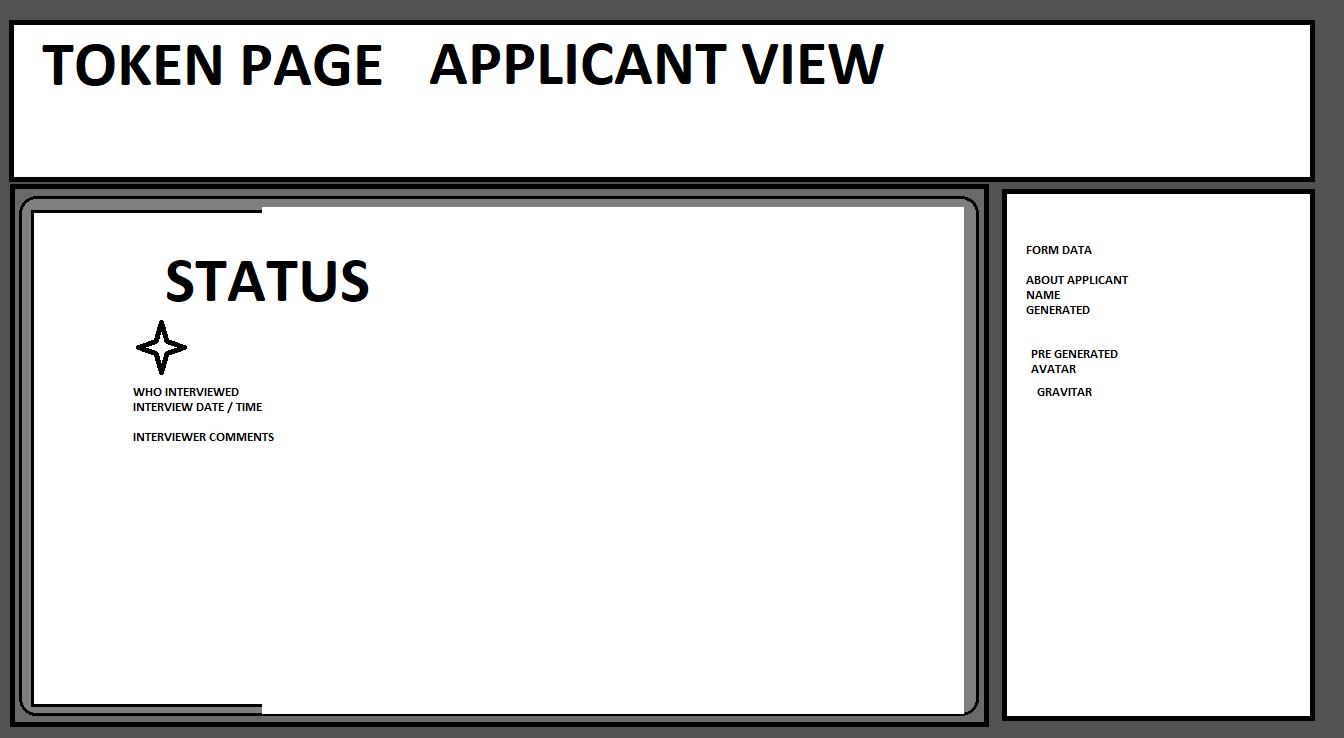 TOKEN PAGE APPLICANT VIEW
STATUS
WHO INTERVIEWED
INTERVIEW DATE / TIME
INTERVIEWER COMMENTS
FORM DATA
ABOUT APPLICANT
NAME
GENERATED
PRE GENERATED
AVATAR
GRAVITAR